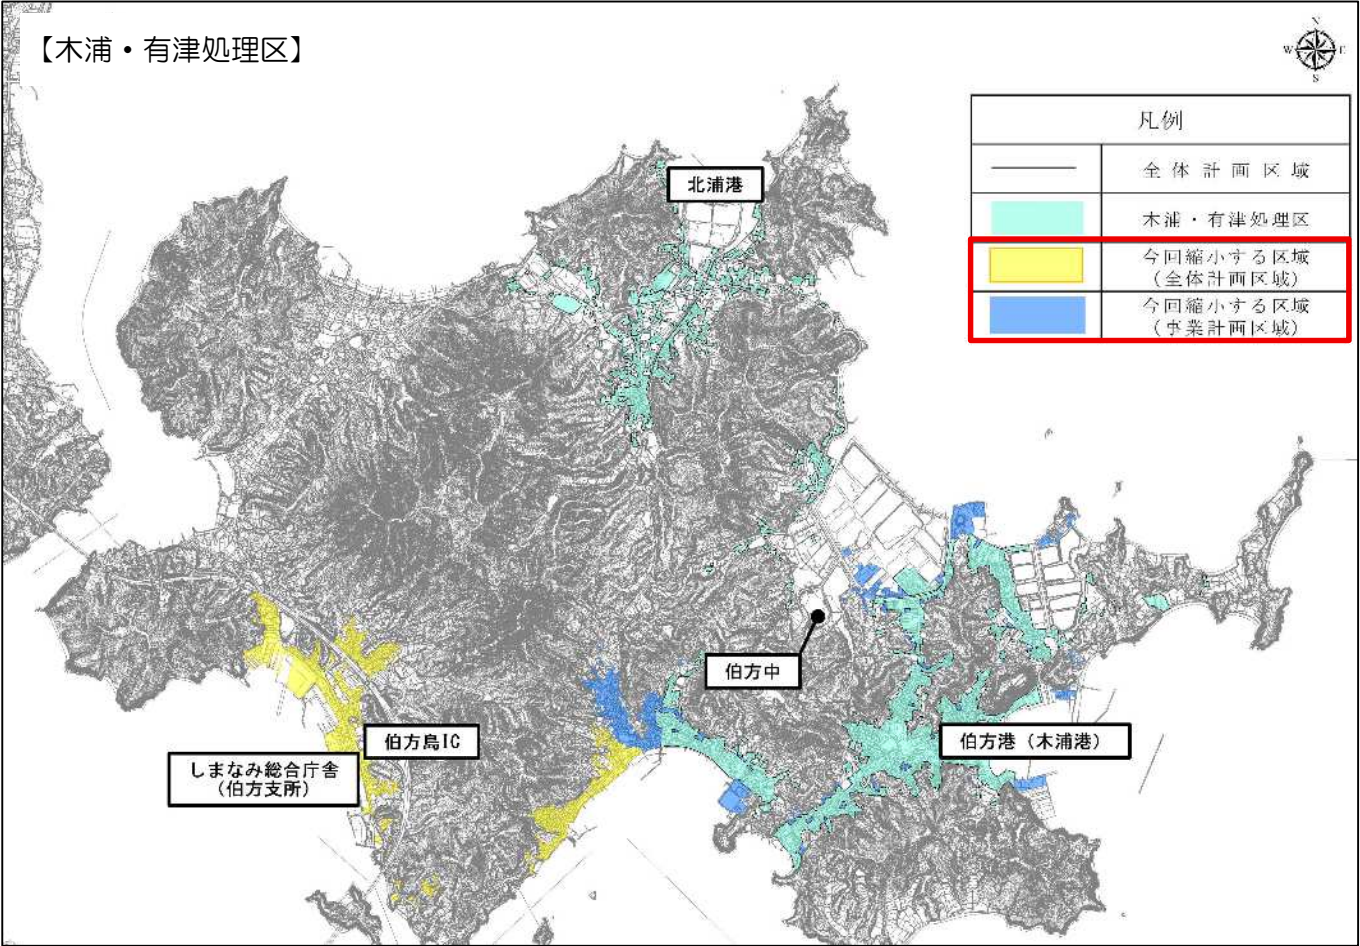 【木浦・有津処理区】
N
W E
S
凡例
全体計画区域
木浦・有津処理区
今回縮小する区域
(全体計画区域)
今回縮小する区域
(事業計画区域)
北浦港
伯方中
伯方島IC
伯方港（木浦港）
しまなみ総合庁舎
（伯方支所）